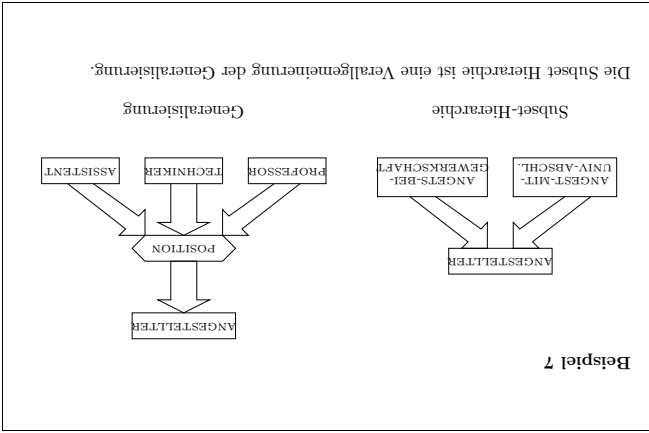 Beispiel 7
ANGESTELLTER
ANGEST-MIT-
UNIV-ABSCHL.
ANGETS-BEI-
GEWERKSCHAFT
Subset-Hierarchie
ANGESTELLTER
POSITION
PROFESSOR
TECHNIKER
ASSISTENT
Generalisierung
Die Subset Hierarchie ist eine Verallgemeinerung der Generalisierung.